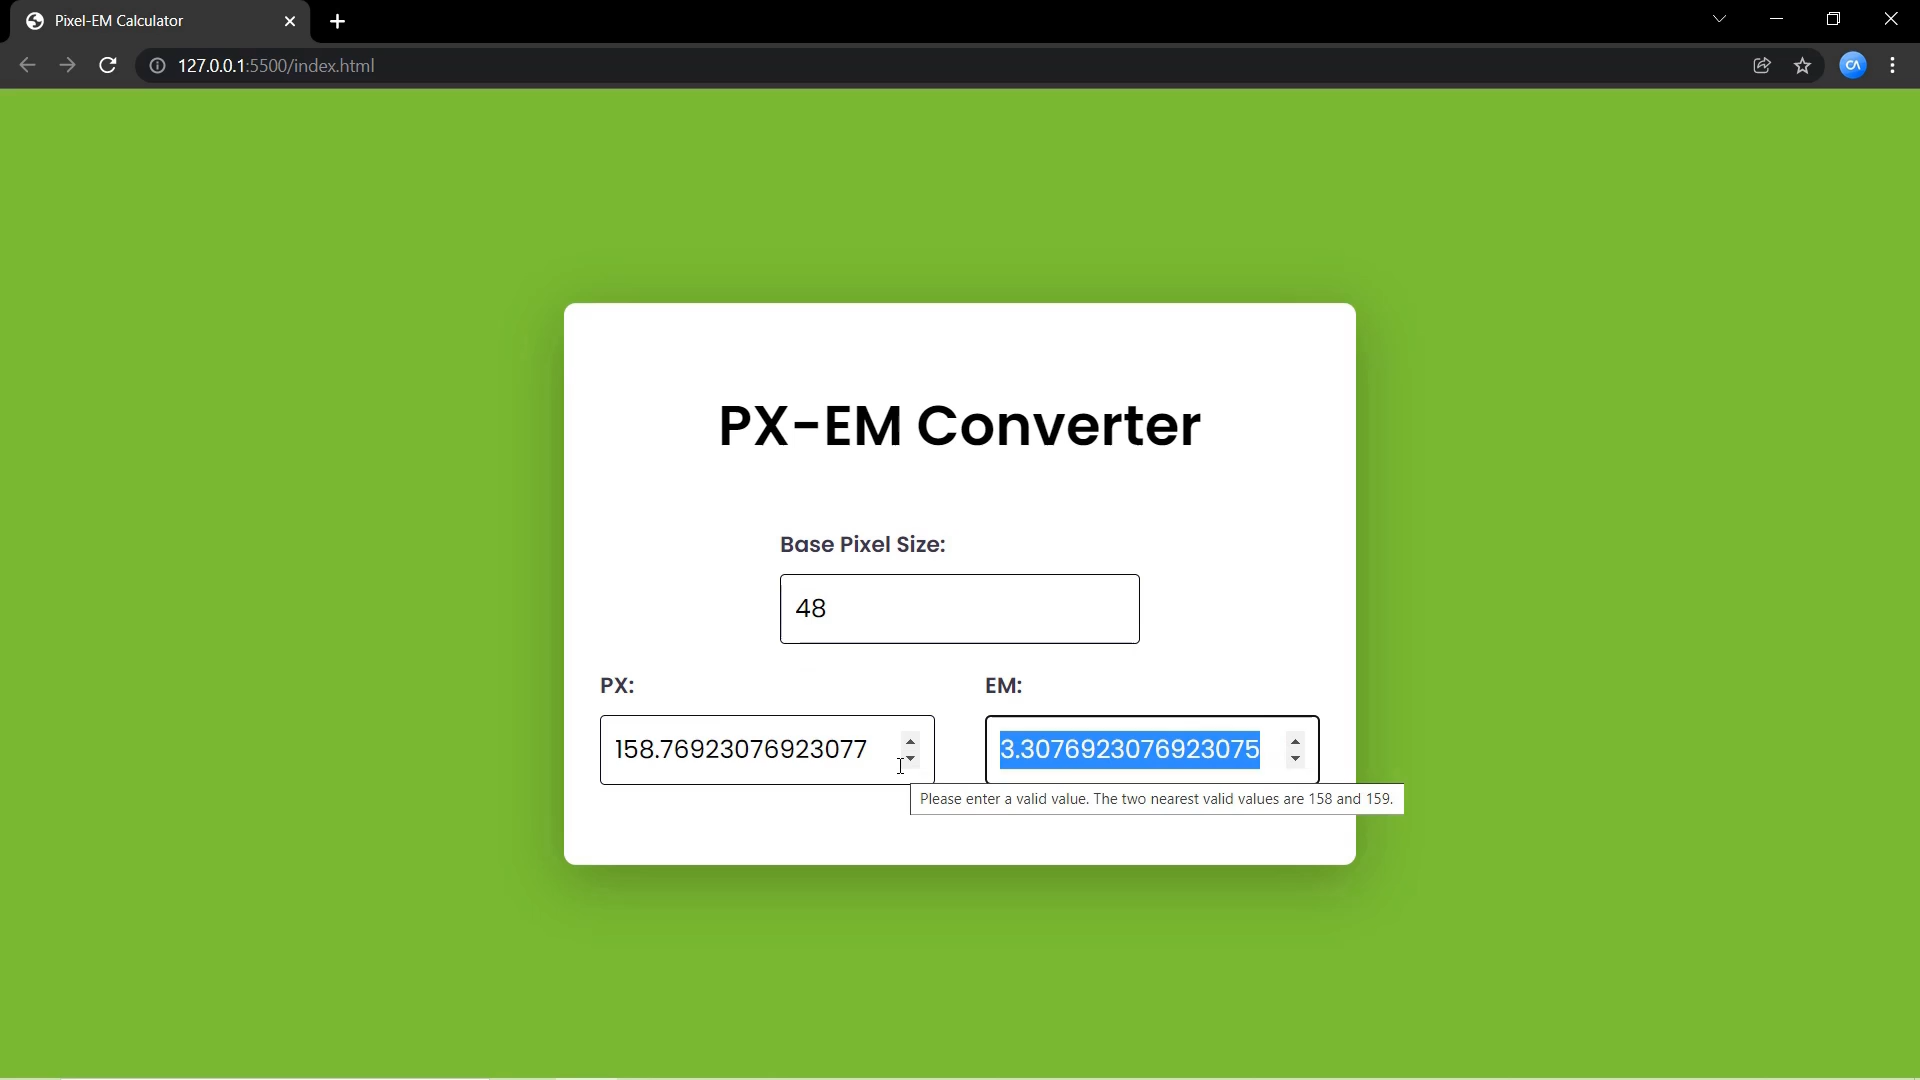 Pixel-EM Calculator
127.0.0.1:5500/index.html
CA
PX-EM Converter
Base Pixel Size:
48
PX: EM:
158.76923076923077 3.3076923076923075
Please enter a valid value. The two nearest valid values are 158 and 159.